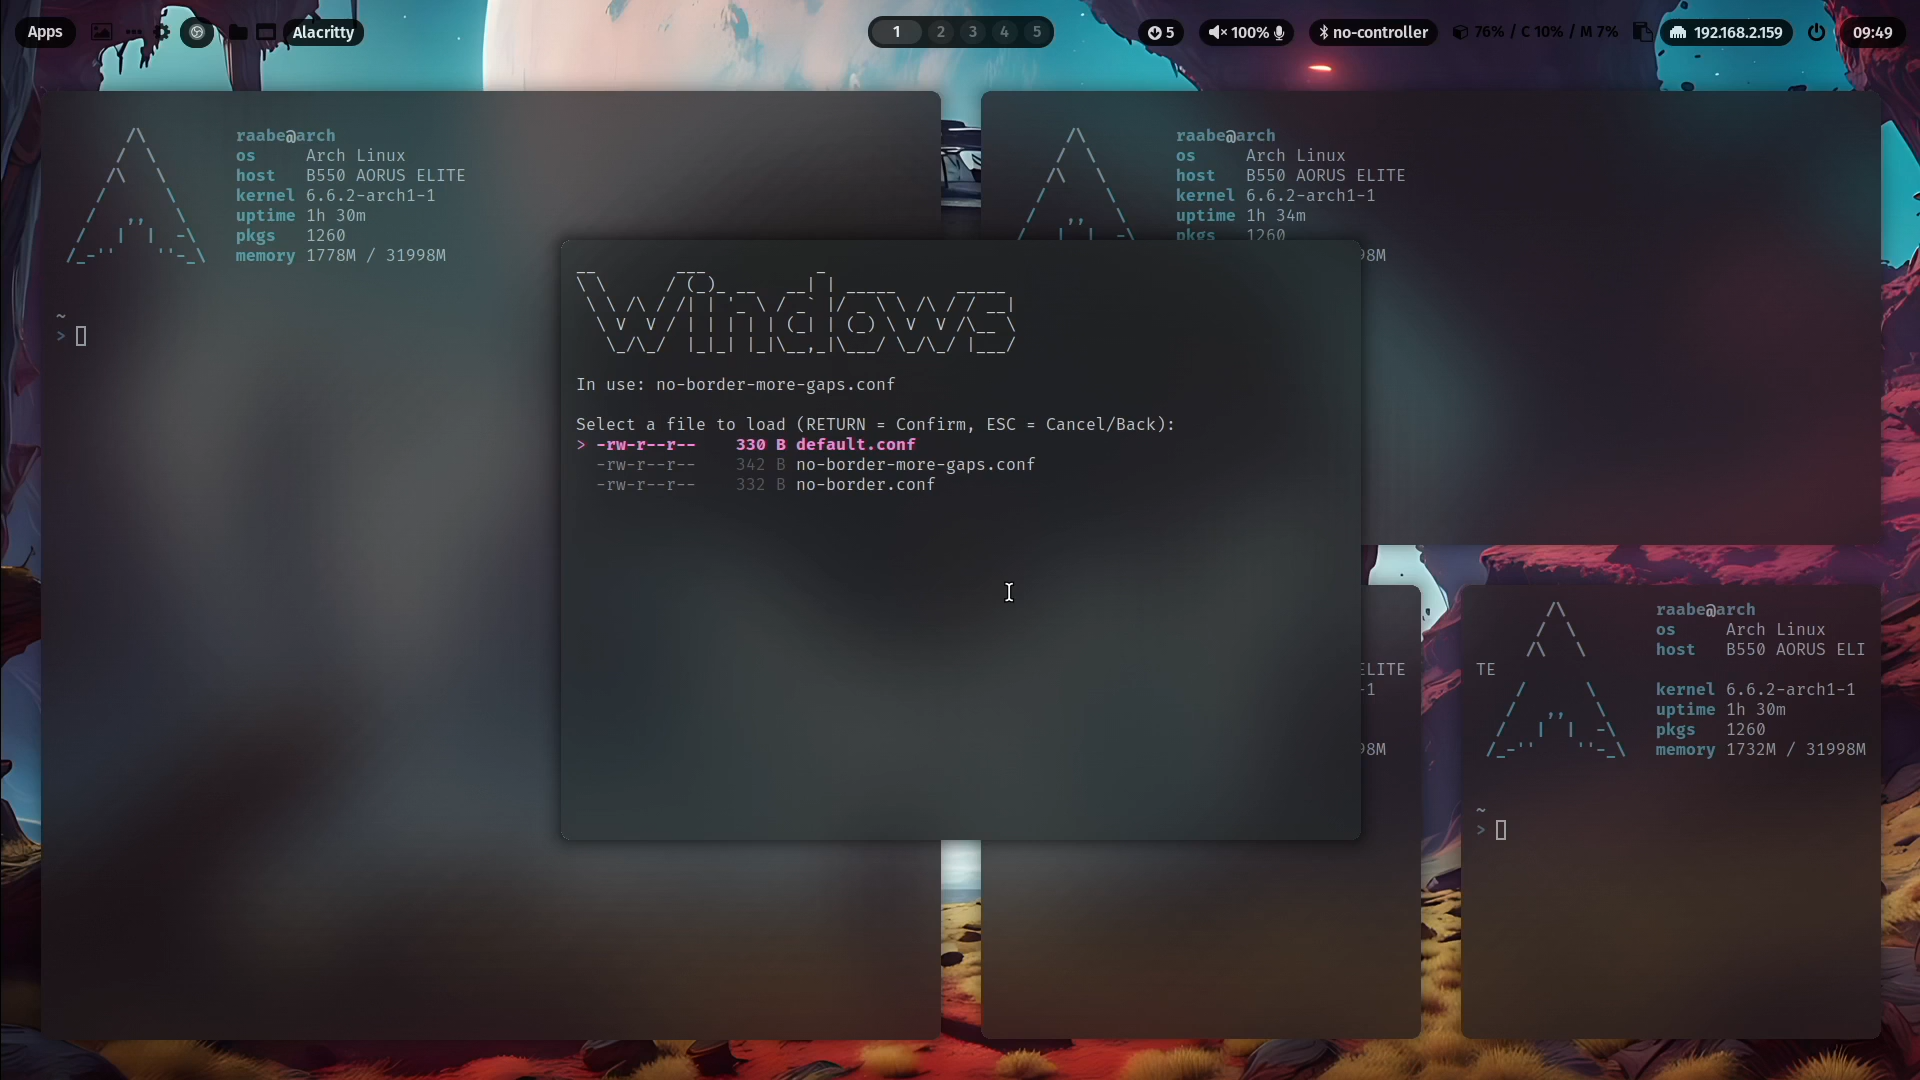 Apps
Alacritty
1 2 3 4 5
5
100%
no-controller
76% / C 10% / M 7%
192.168.2.159
09:49
raabe@arch
os Arch Linux
host B550 AORUS ELITE
kernel 6.6.2-arch1-1
uptime 1h 30m
pkgs 1260
memory 1778M / 31998M
~
>
raabe@arch
os Arch Linux
host B550 AORUS ELITE
kernel 6.6.2-arch1-1
uptime 1h 34m
pkgs 1260
98M
Windows
In use: no-border-more-gaps.conf
Select a file to load (RETURN = Confirm, ESC = Cancel/Back):
> -rw-r--r-- 330 B default.conf
-rw-r--r-- 342 B no-border-more-gaps.conf
-rw-r--r-- 332 B no-border.conf
ELITE
-1
98M
raabe@arch
os Arch Linux
host B550 AORUS ELI
TE
kernel 6.6.2-arch1-1
uptime 1h 30m
pkgs 1260
memory 1732M / 31998M
~
>